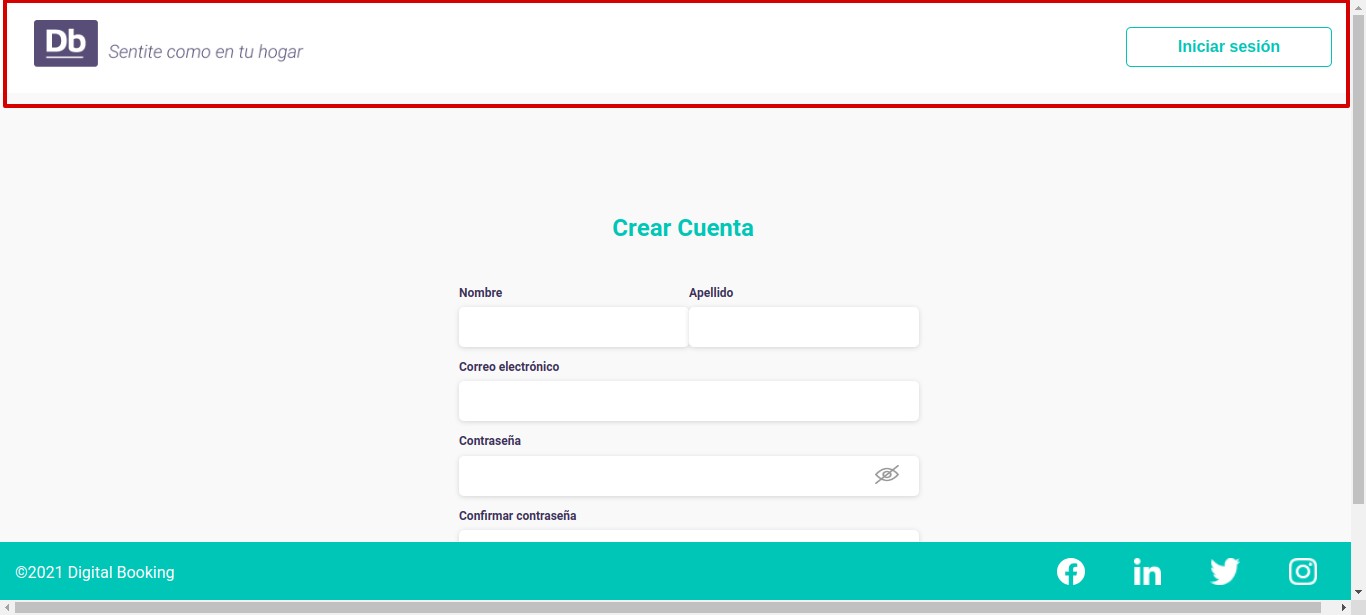 Db
Sentite como en tu hogar
Iniciar sesión
Crear Cuenta
Nombre
Apellido
Correo electrónico
Contraseña
Confirmar contraseña
©2021 Digital Booking